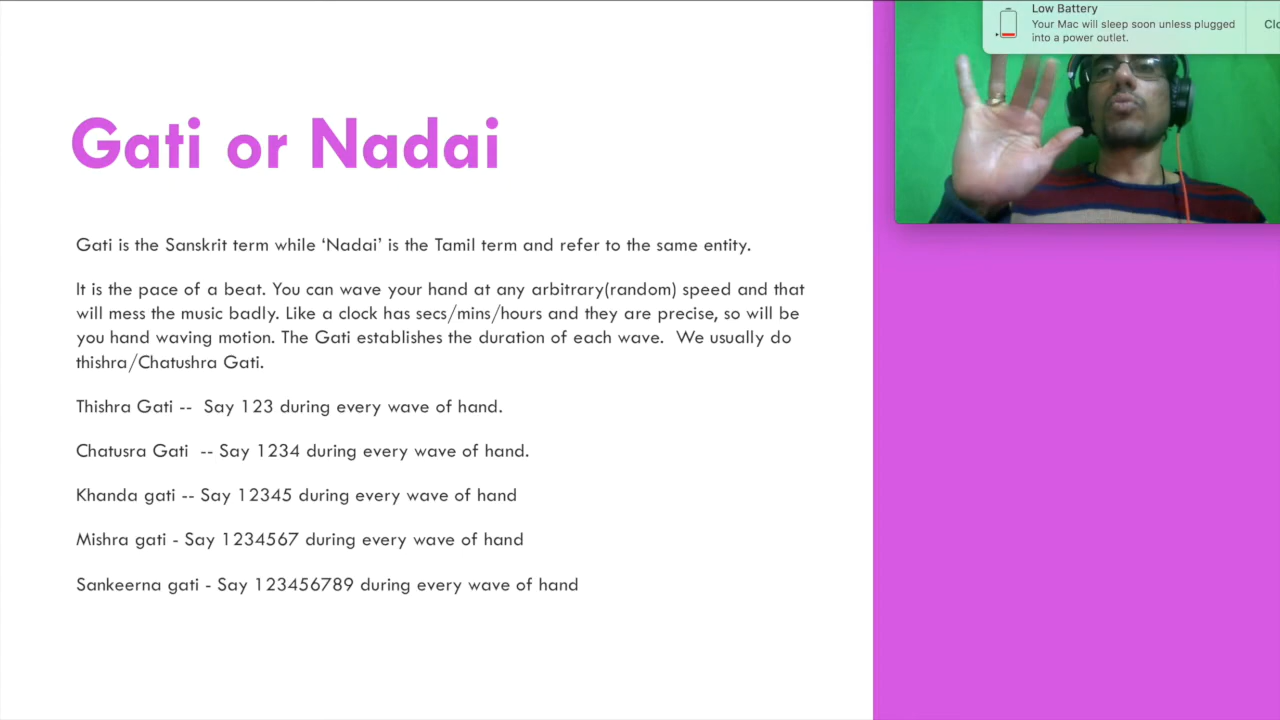 Low Battery
Your Mac will sleep soon unless plugged
into a power outlet.
Gati or Nadai
Gati is the Sanskrit term while ‘Nadai’ is the Tamil term and refer to the same entity.
It is the pace of a beat. You can wave your hand at any arbitrary(random) speed and that
will mess the music badly. Like a clock has secs/mins/hours and they are precise, so will be
you hand waving motion. The Gati establishes the duration of each wave.  We usually do
thishra/Chatushra Gati.
Thishra Gati --  Say 123 during every wave of hand.
Chatusra Gati  -- Say 1234 during every wave of hand.
Khanda gati -- Say 12345 during every wave of hand
Mishra gati - Say 1234567 during every wave of hand
Sankeerna gati - Say 123456789 during every wave of hand